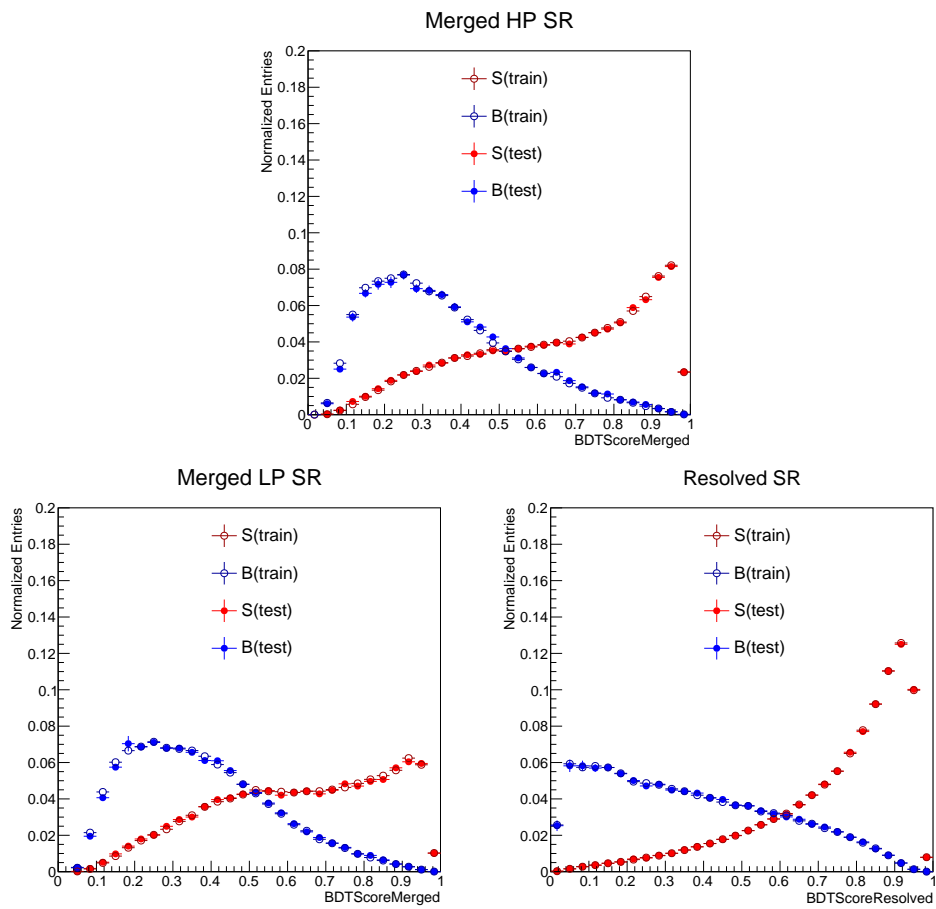 Merged HP SR
Normalized Entries
0.2
0.18
0.16
0.14
0.12
0.1
0.08
0.06
0.04
0.02
0
S(train)
B(train)
S(test)
B(test)
0 0.1 0.2 0.3 0.4 0.5 0.6 0.7 0.8 0.9 1
BDTScoreMerged
Merged LP SR
Normalized Entries
0.2
0.18
0.16
0.14
0.12
0.1
0.08
0.06
0.04
0.02
0
S(train)
B(train)
S(test)
B(test)
0 0.1 0.2 0.3 0.4 0.5 0.6 0.7 0.8 0.9 1
BDTScoreMerged
Resolved SR
Normalized Entries
0.2
0.18
0.16
0.14
0.12
0.1
0.08
0.06
0.04
0.02
0
S(train)
B(train)
S(test)
B(test)
0 0.1 0.2 0.3 0.4 0.5 0.6 0.7 0.8 0.9 1
BDTScoreResolved